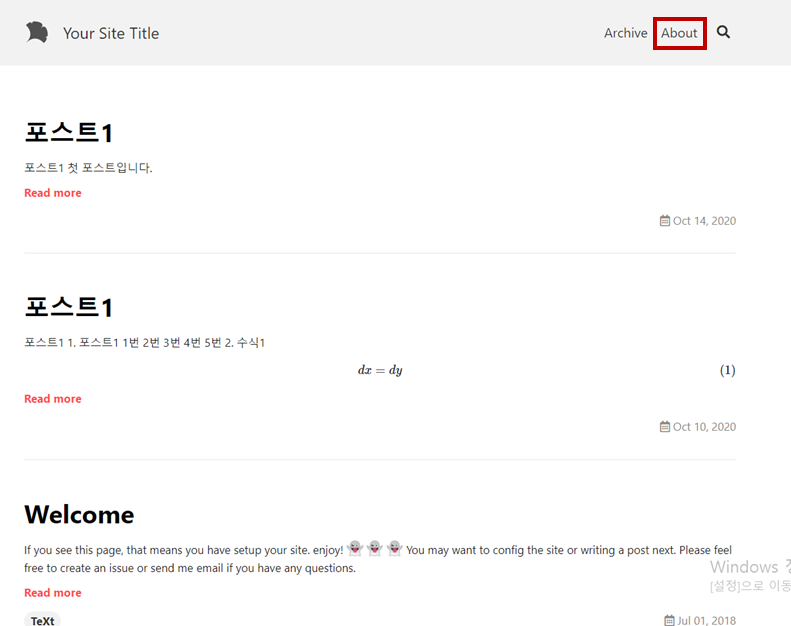 Your Site Title
Archive About
포스트1
포스트1 첫 포스트입니다.
Read more
Oct 14, 2020
포스트1
포스트1 1. 포스트1 1번 2번 3번 4번 5번 2. 수식1
dx = dy (1)
Read more
Oct 10, 2020
Welcome
If you see this page, that means you have setup your site. enjoy! 👻 👻 👻 You may want to config the site or writing a post next. Please feel
free to create an issue or send me email if you have any questions.
Windows
[설정]으로 이동
Read more
TeXt Jul 01, 2018